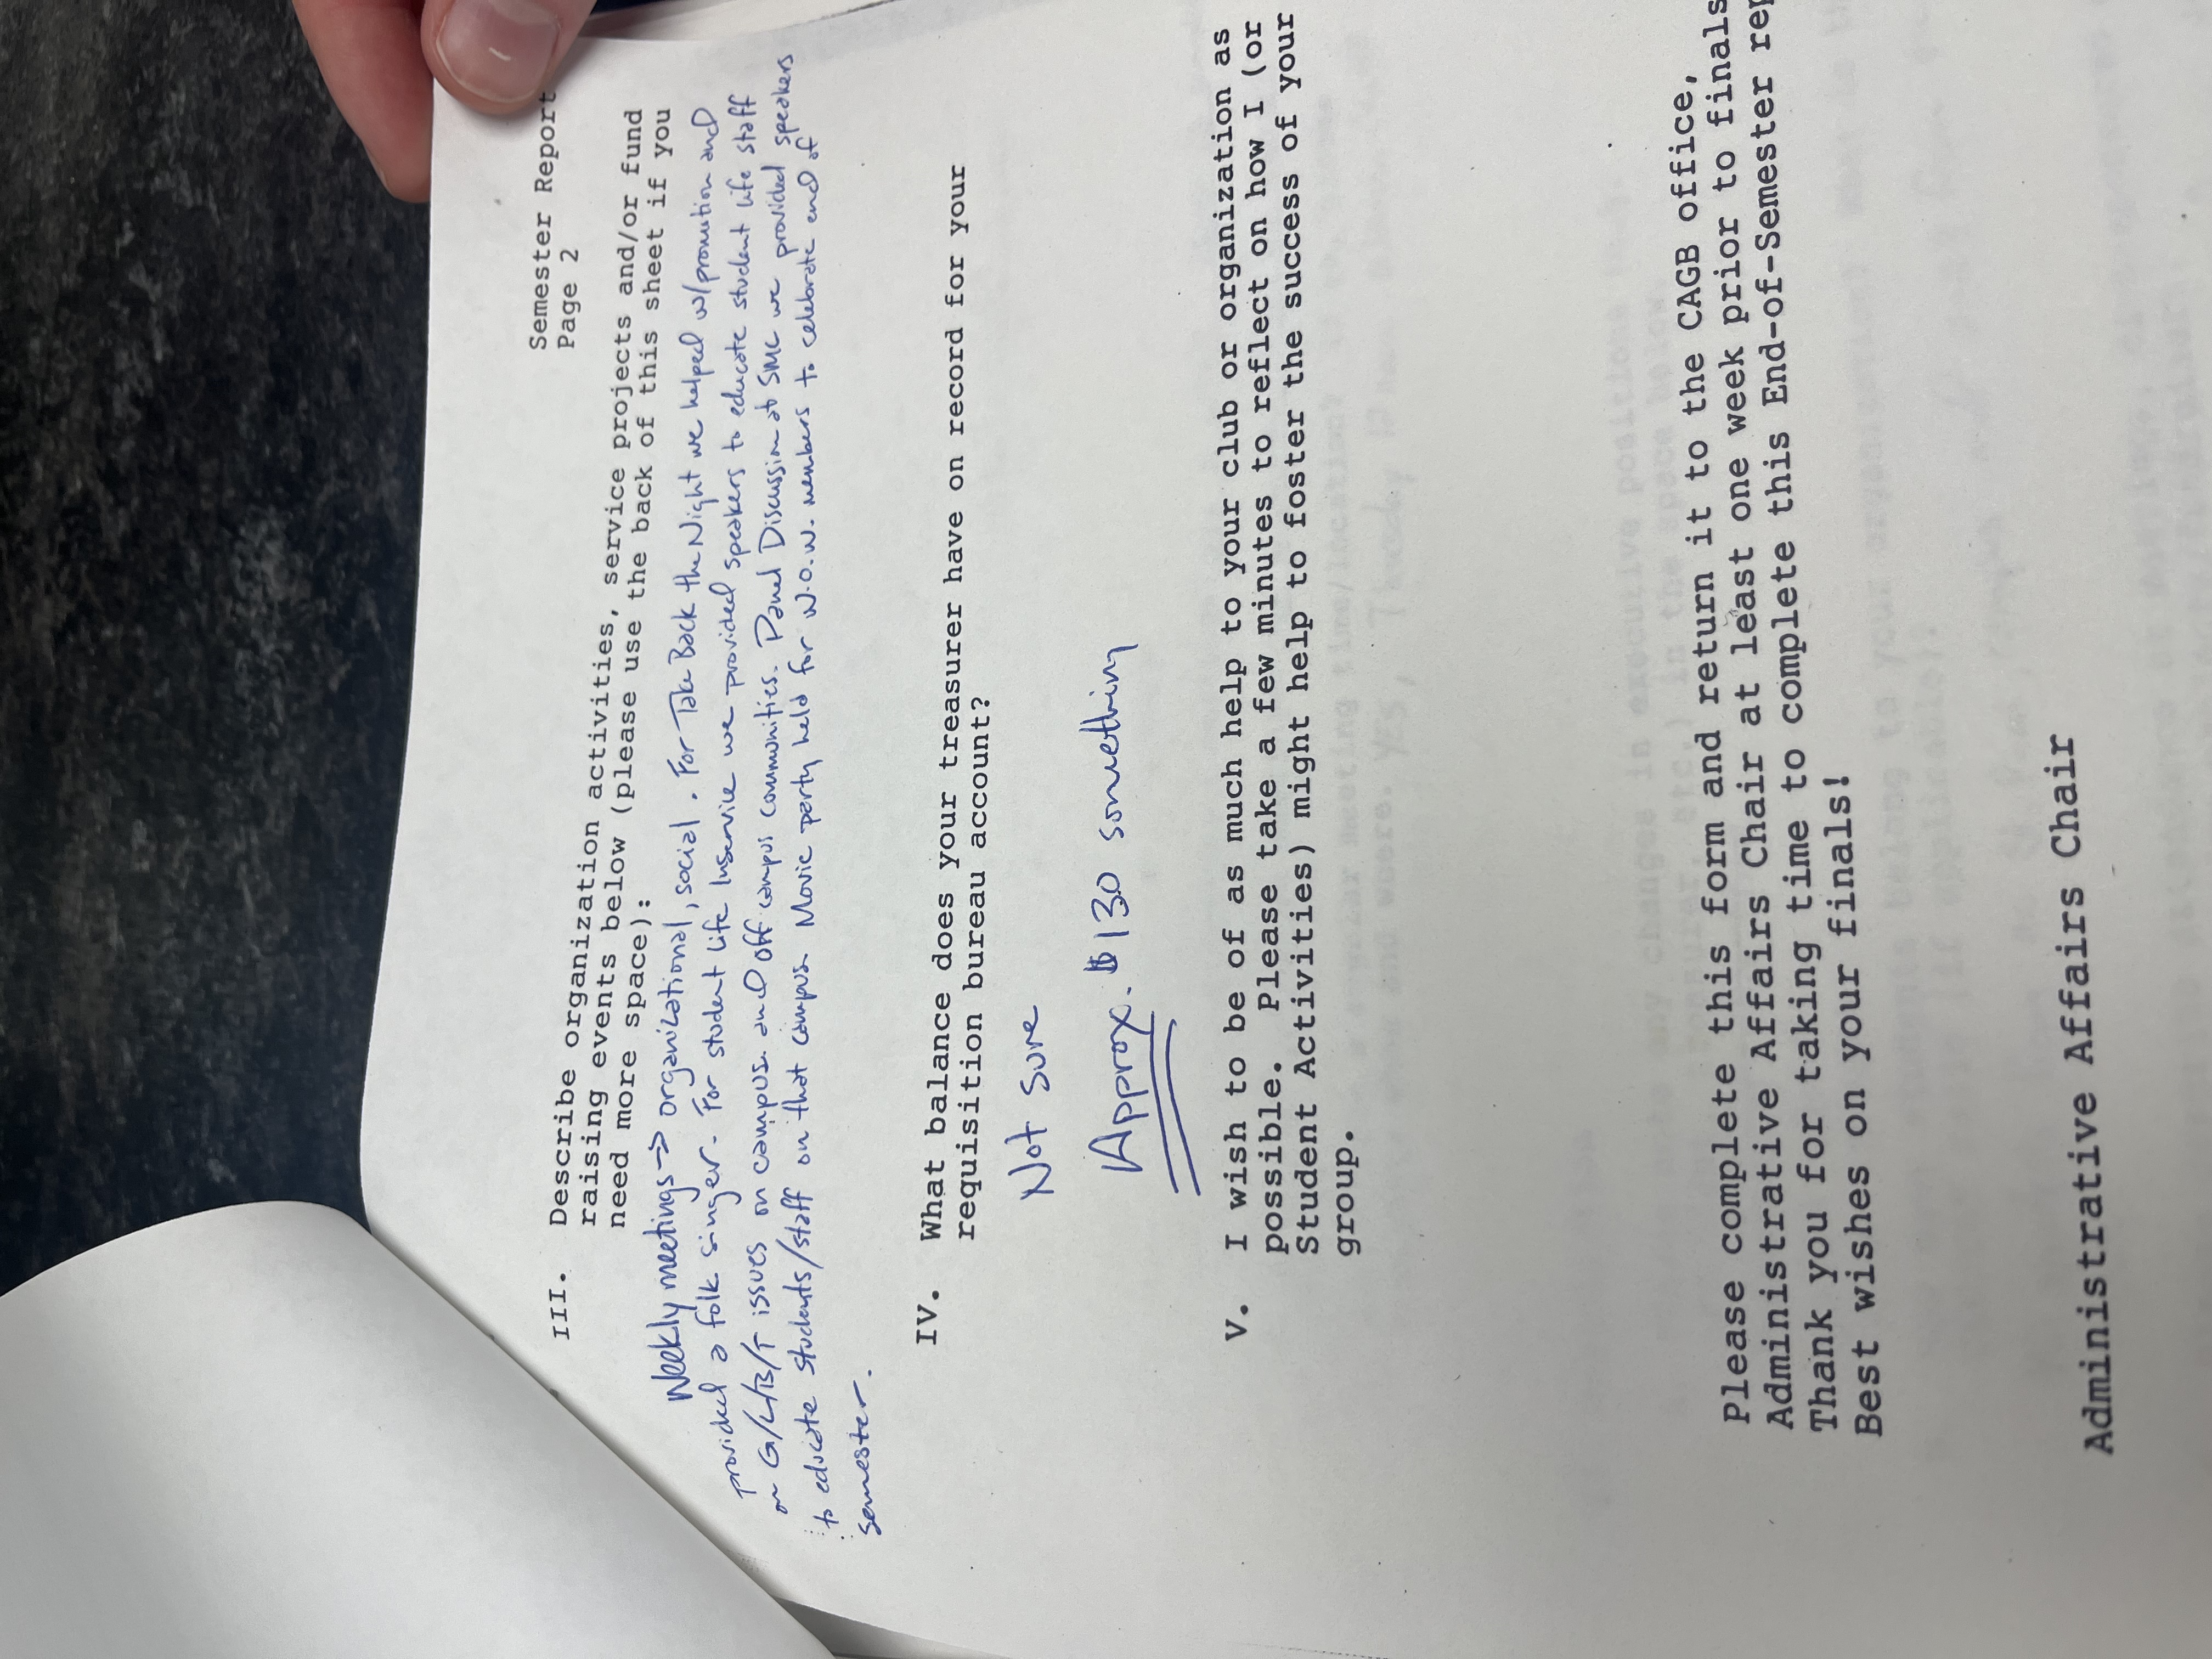 Semester Report
Page 2
III. Describe organization activities, service projects and/or fund
raising events below (please use the back of this sheet if you
need more space):
Weekly meetings → organizational, social. For Take Back the Night we helped w/promotion and
provided a folk singer. For student life Inservice we provided speakers to educate student life staff
on G/L/B/T issues on campus and off campus communities. Panel Discussion at SMC we provided speakers
to educate students/staff on that campus. Movie party held for W.O.W. members to celebrate end of
semester.
IV. What balance does your treasurer have on record for your
requisition bureau account?
Not sure
Approx. $130 something
V. I wish to be of as much help to your club or organization as
possible. Please take a few minutes to reflect on how I (or
Student Activities) might help to foster the success of your
group.
Please complete this form and return it to the CAGB office,
Administrative Affairs Chair at least one week prior to finals
Thank you for taking time to complete this End-of-Semester rep
Best wishes on your finals!
Administrative Affairs Chair